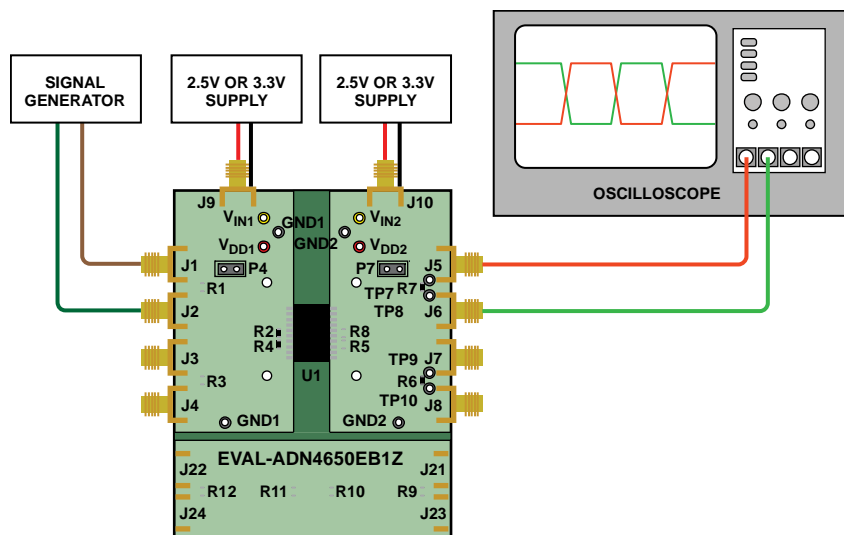 SIGNAL
GENERATOR
2.5V OR 3.3V
SUPPLY
2.5V OR 3.3V
SUPPLY
OSCILLOSCOPE
J9
J10
VIN1
GND1
VIN2
GND2
VDD1
VDD2
J1
P4
P7
J5
R1
R7
TP7
J2
TP8
J6
R2
R8
R4
R5
J3
TP9
J7
U1
R3
R6
TP10
J4
J8
GND1
GND2
EVAL-ADN4650EB1Z
J22
J21
R12
R11
R10
R9
J24
J23